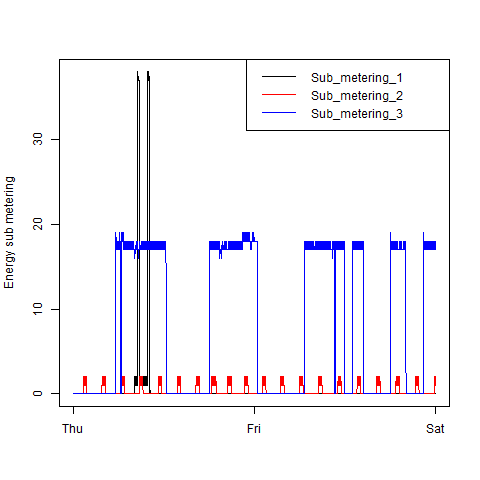 Sub_metering_1
Sub_metering_2
Sub_metering_3
Energy sub metering
30
20
10
0
Thu Fri Sat